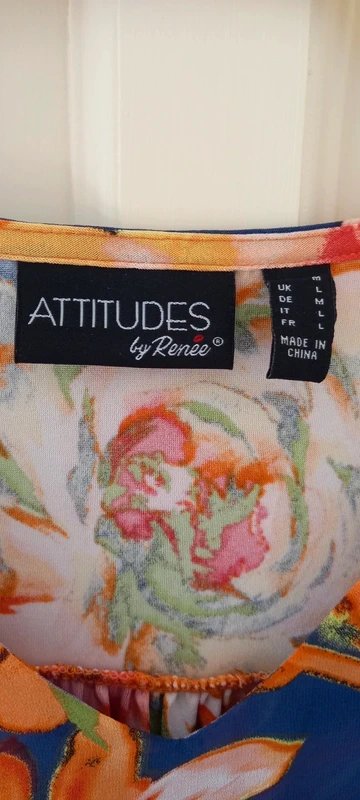 ATTITUDES
by Renée®
M
UK L
DE M
IT L
FR L
MADE IN
CHINA